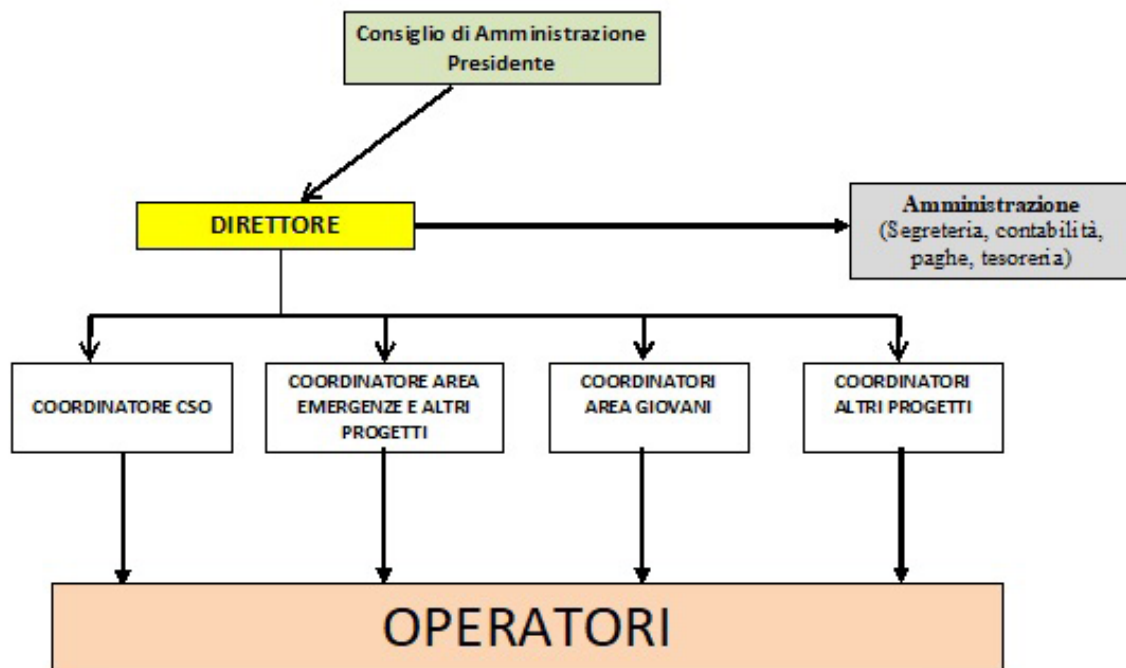 Consiglio di Amministrazione
Presidente
DIRETTORE
Amministrazione
(Segreteria, contabilità,
paghe, tesoreria)
COORDINATORE CSO
COORDINATORE AREA
EMERGENZE E ALTRI
PROGETTI
COORDINATORI
AREA GIOVANI
COORDINATORI
ALTRI PROGETTI
OPERATORI